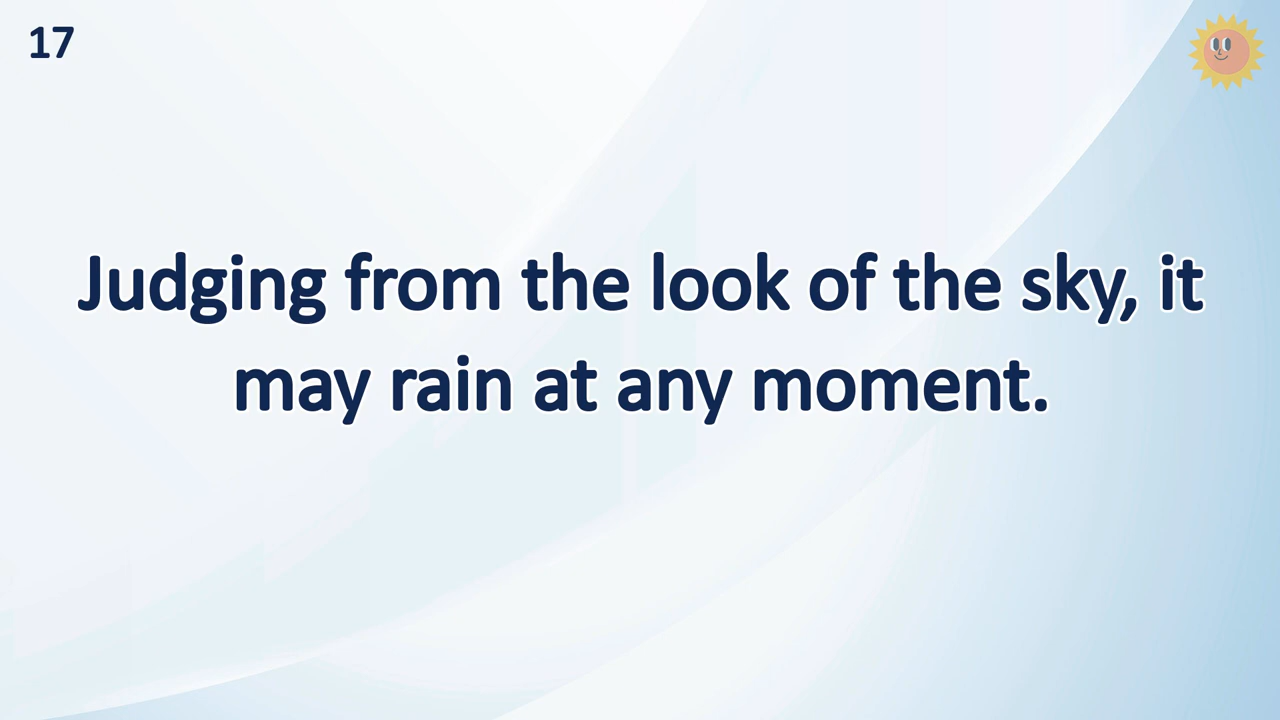 17
Judging from the look of the sky, it
may rain at any moment.